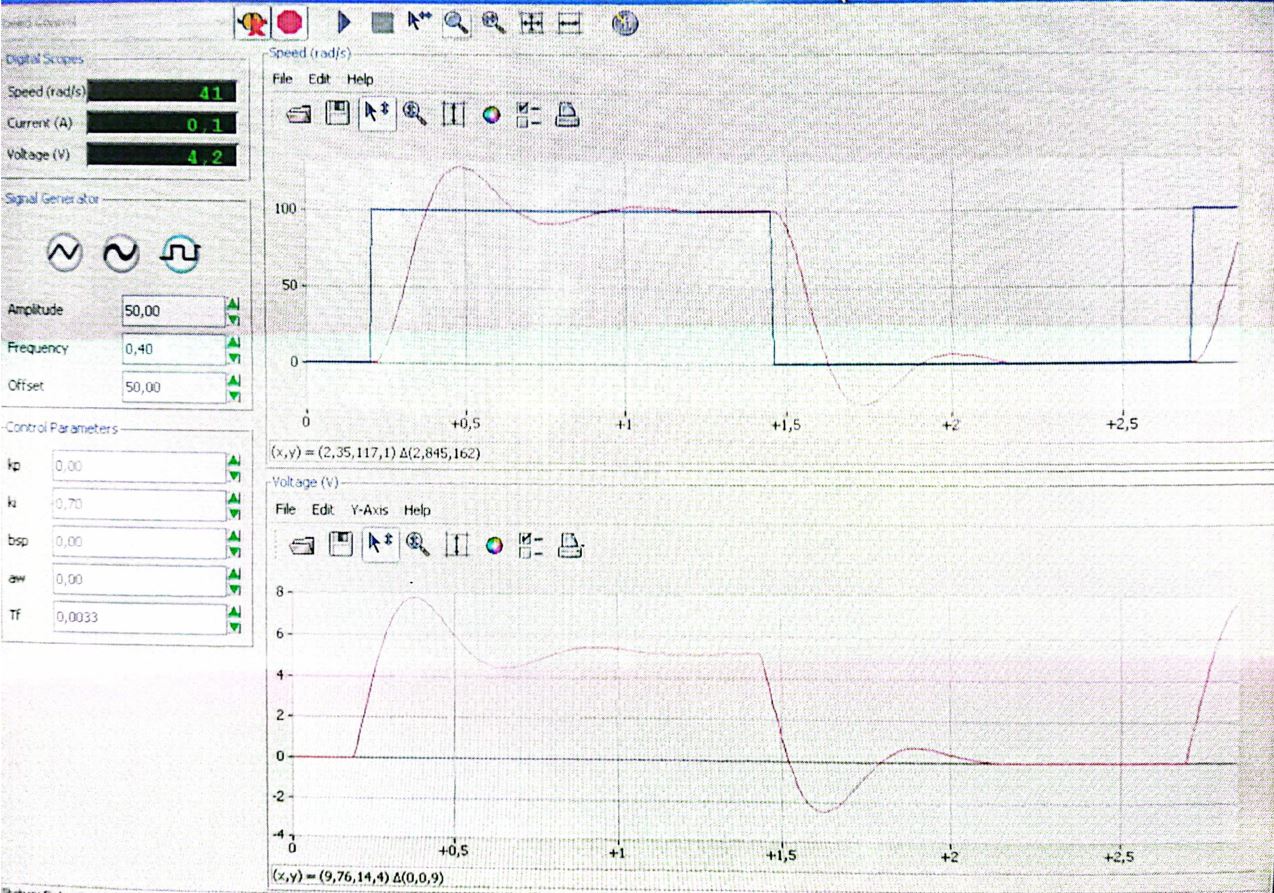 Speed Control
Digital Scopes
Speed (rad/s) 41
Current (A) 0,1
Voltage (V) 4,2
Signal Generator
Amplitude 50,00
Frequency 0,40
Offset 50,00
Control Parameters
kp 0,00
ki 0,70
bsp 0,00
aw 0,00
Tf 0,0033
Speed (rad/s)
File Edit Help
100
50
0
0 +0,5 +1 +1,5 +2 +2,5
(x,y) = (2,35,117,1) Δ(2,845,162)
Voltage (V)
File Edit Y-Axis Help
8
6
4
2
0
-2
-4
0 +0,5 +1 +1,5 +2 +2,5
(x,y) = (9,76,14,4) Δ(0,0,9)